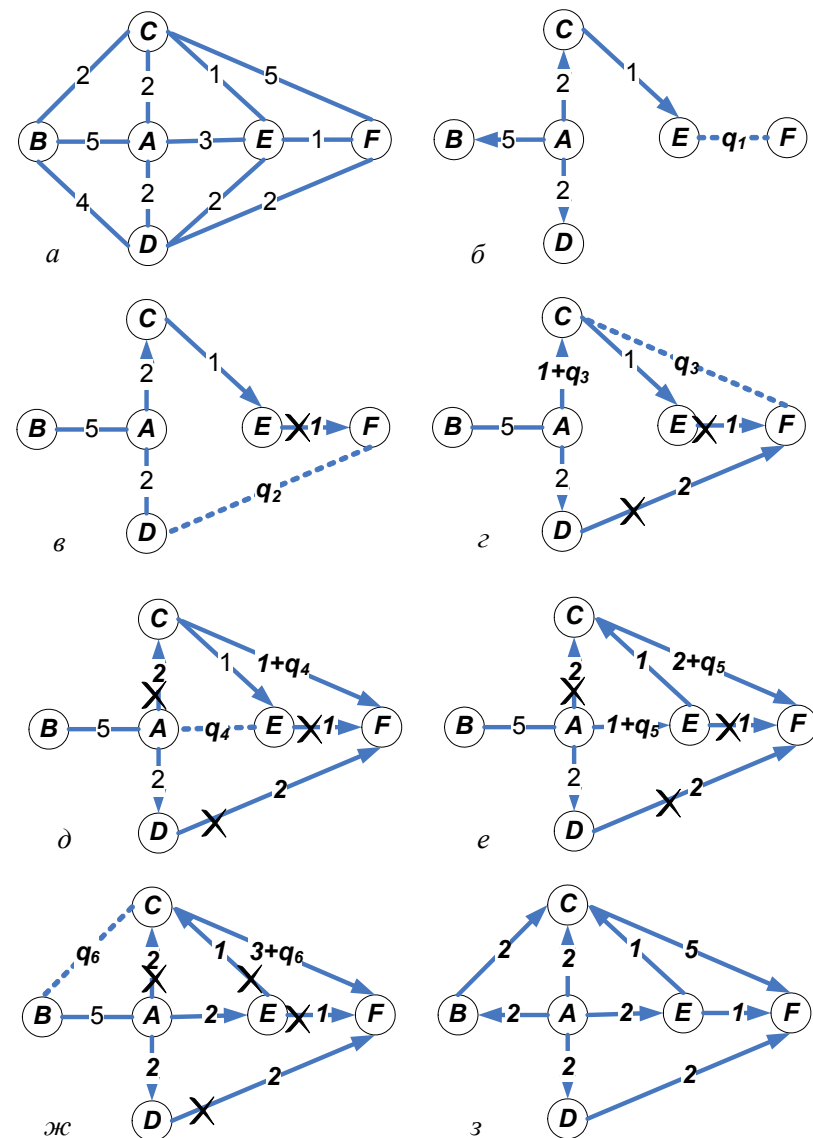 C
2 2 1 5
B 5 A 3 E 1 F
4 2 2 2
D
а
C
2 1
B 5 A E q1 F
2
D
б
C
2 1
B 5 A E 1 F
2 q2
D
в
C
1+q3 1 q3
B 5 A E 1 F
2 2
D
г
C
2 1 1+q4
B 5 A q4 E 1 F
2 2
D
д
C
2 1 2+q5
B 5 A 1+q5 E 1 F
2 2
D
е
C
q6 2 1 3+q6
B 5 A 2 E 1 F
2 2
D
ж
C
2 2 1 5
B 2 A 2 E 1 F
2 2
D
з